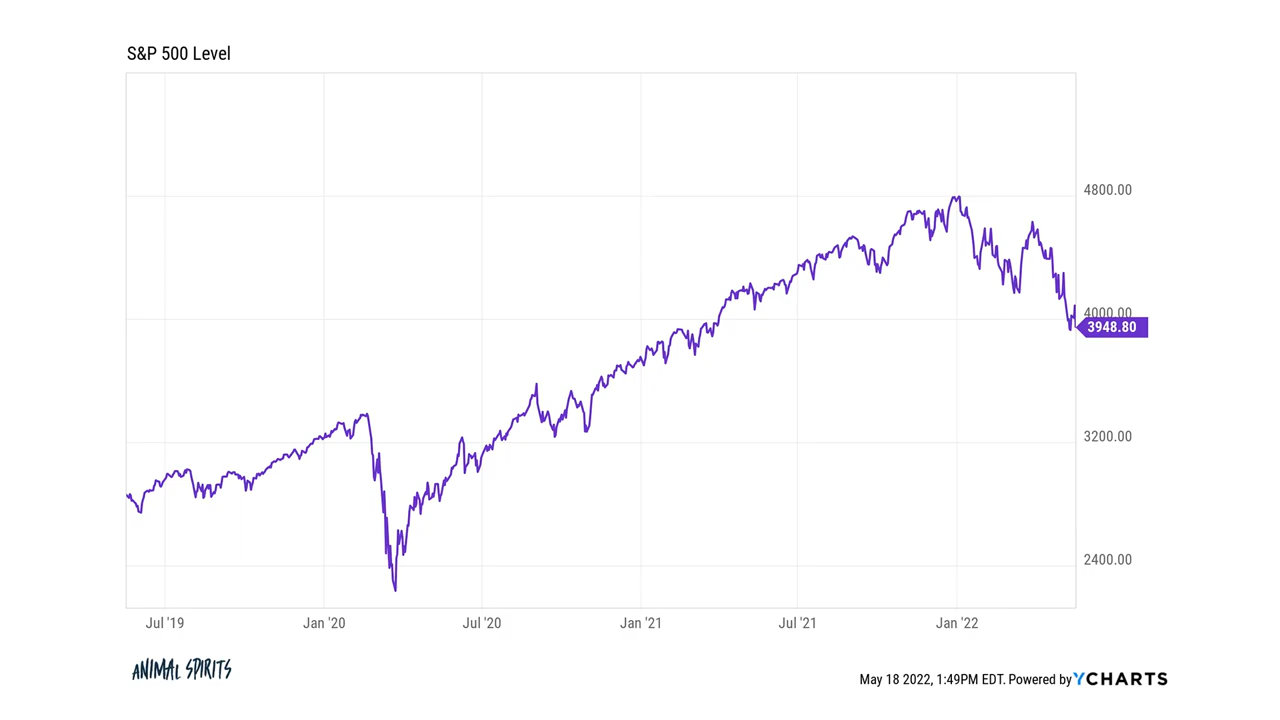 S&P 500 Level
4800.00
4000.00
3948.80
3200.00
2400.00
Jul '19 Jan '20 Jul '20 Jan '21 Jul '21 Jan '22
ANIMAL SPIRITS
May 18 2022, 1:49PM EDT. Powered by YCHARTS